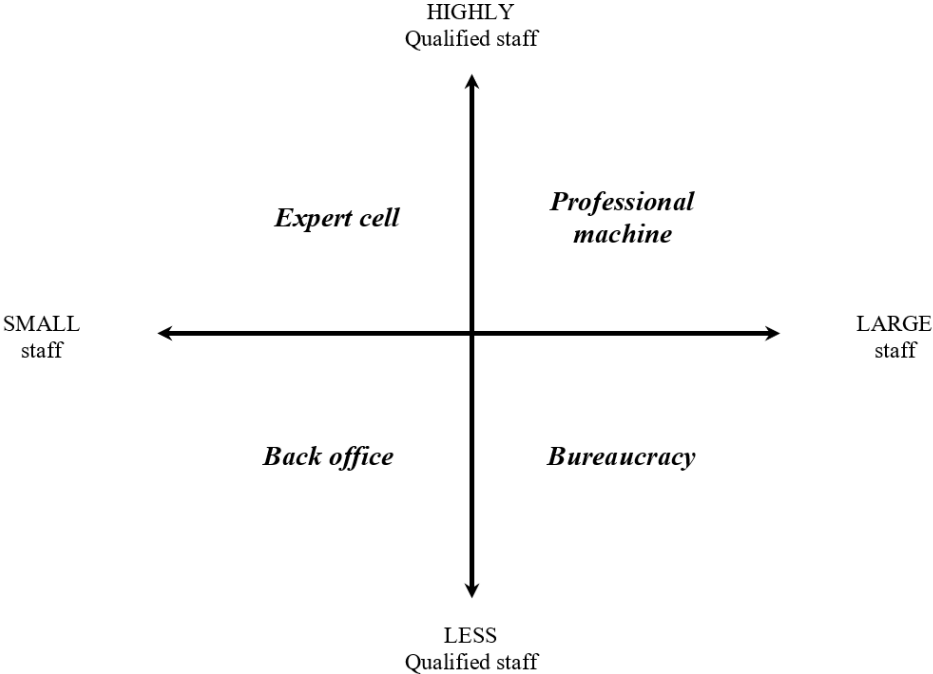 HIGHLY
Qualified staff
Professional
machine
Expert cell
SMALL
staff
LARGE
staff
Back office
Bureaucracy
LESS
Qualified staff